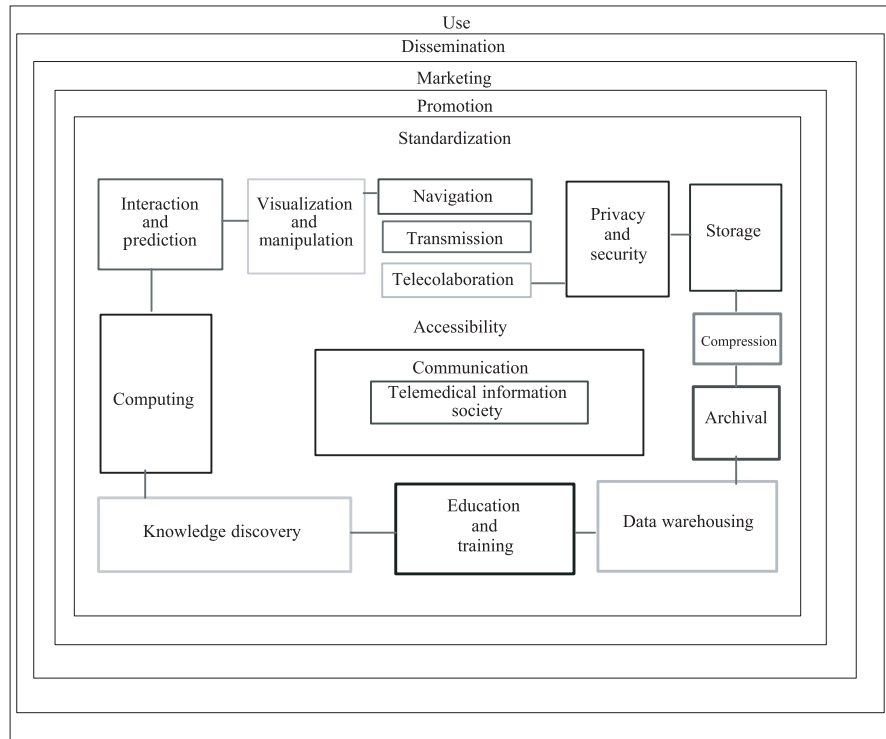 Use
Dissemination
Marketing
Promotion
Standardization
Interaction
and
prediction
Visualization
and
manipulation
Navigation
Transmission
Telecolaboration
Privacy
and
security
Storage
Accessibility
Compression
Communication
Telemedical information
society
Computing
Archival
Knowledge discovery
Education
and
training
Data warehousing